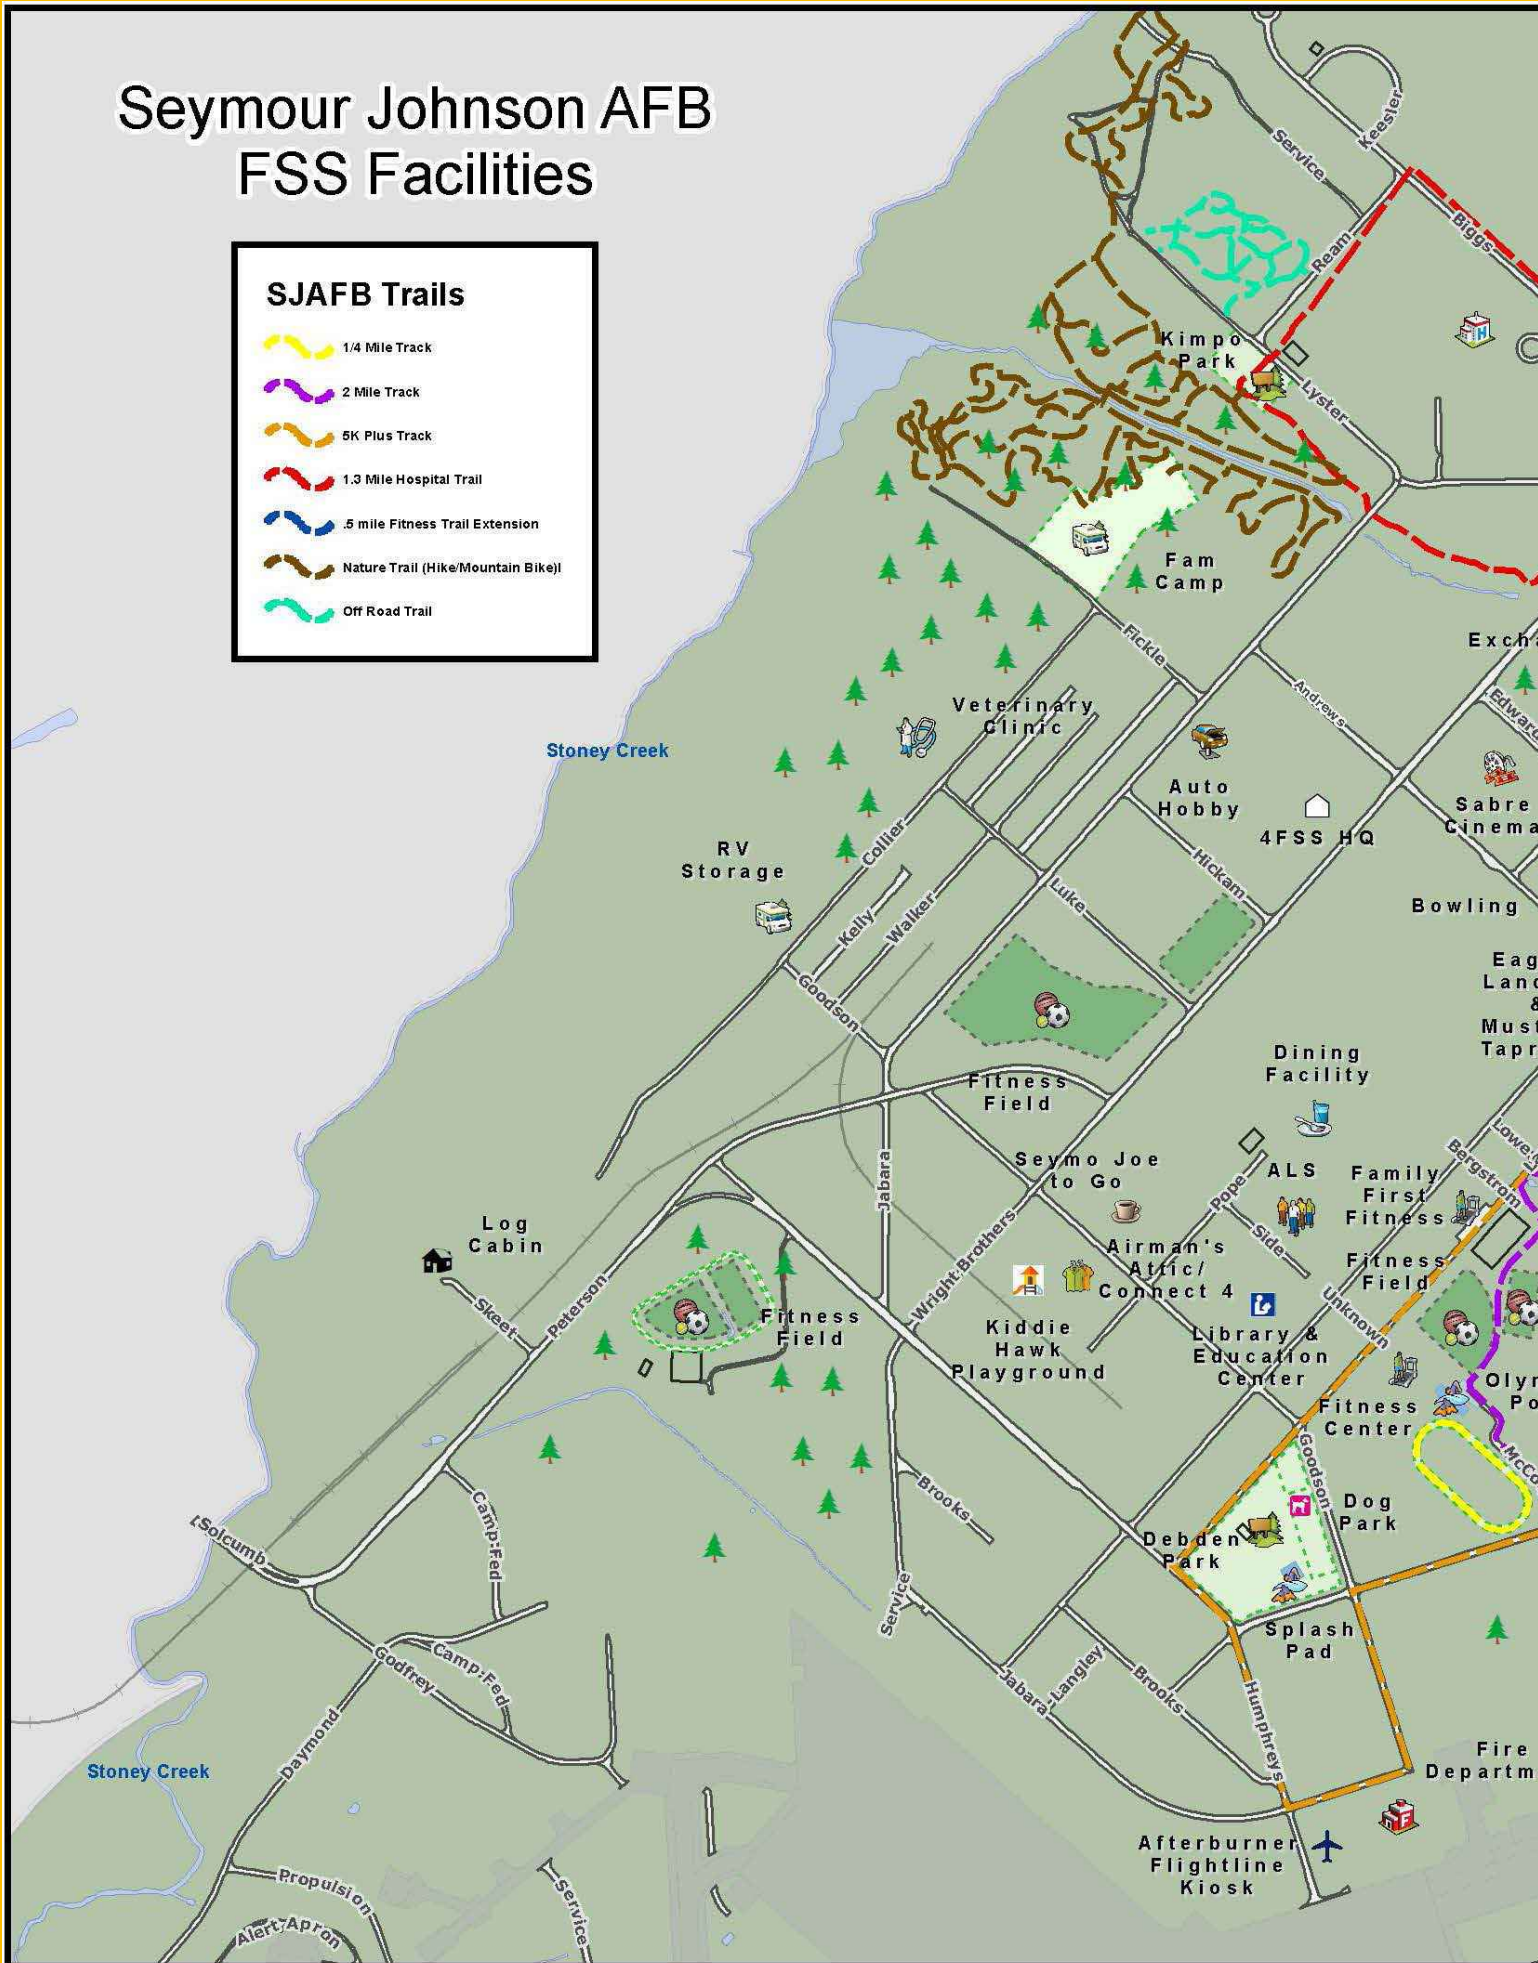 Seymour Johnson AFB
FSS Facilities
SJAFB Trails
1/4 Mile Track
2 Mile Track
5K Plus Track
1.3 Mile Hospital Trail
.5 mile Fitness Trail Extension
Nature Trail (Hike/Mountain Bike)l
Off Road Trail
Keesler
Service
Biggs
Ream
H
Kimpo
Park
Lyster
Fam
Camp
Fickle
Andrews
Veterinary
Clinic
Stoney Creek
Auto
Hobby
4FSS HQ
Sabre
Cinema
RV
Storage
Collier
Hickam
Luke
Kelly
Walker
Bowling
Goodson
Dining
Facility
Fitness
Field
Seymo Joe
to Go
Jabara
ALS
Pope
Side
Family
First
Fitness
Bergstrom
Log
Cabin
Skeet
Peterson
Wright Brothers
Airman's
Attic/
Connect 4
Fitness
Field
Unknown
Fitness
Field
Kiddie
Hawk
Playground
Library &
Education
Center
Fitness
Center
Goodson
Brooks
Dog
Park
Debden
Park
Solcumb
Camp-Fed
Service
Splash
Pad
Godfrey
Camp-Fed
Jabara-Langley
Brooks
Humphreys
Daymond
Stoney Creek
Fire
F
Afterburner
Flightline
Kiosk
Propulsion
Alert-Apron
Service